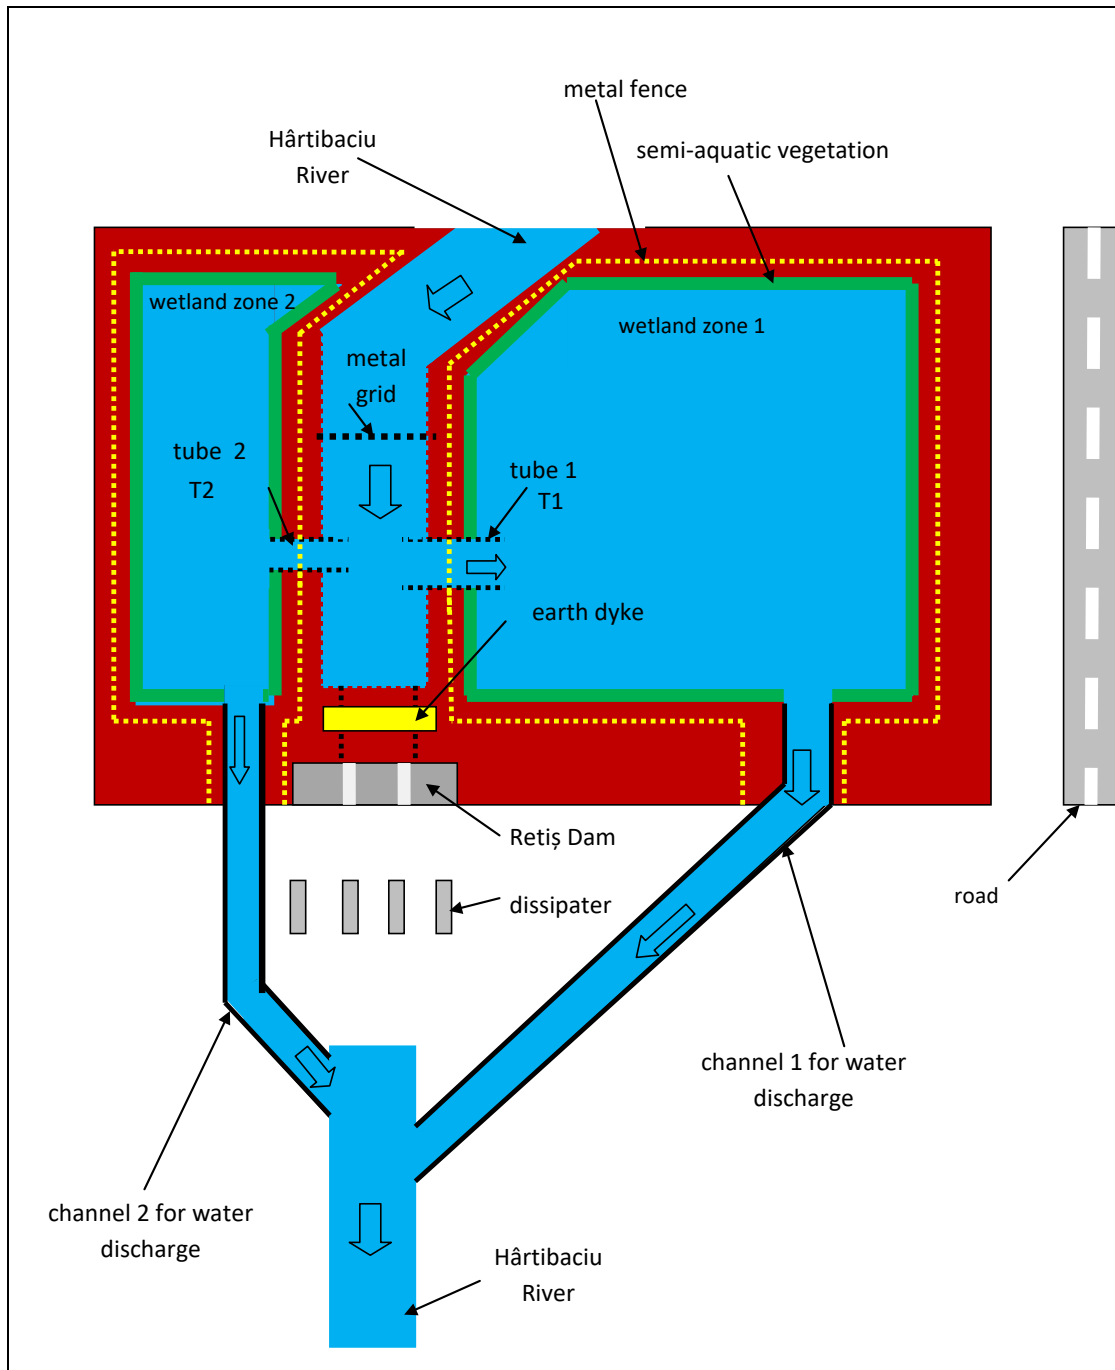 metal fence
Hârtibaciu
River
semi-aquatic vegetation
wetland zone 2
wetland zone 1
metal
grid
tube  2
T2
tube 1
T1
earth dyke
Retiș Dam
road
dissipater
channel 1 for water
discharge
channel 2 for water
discharge
Hârtibaciu
River